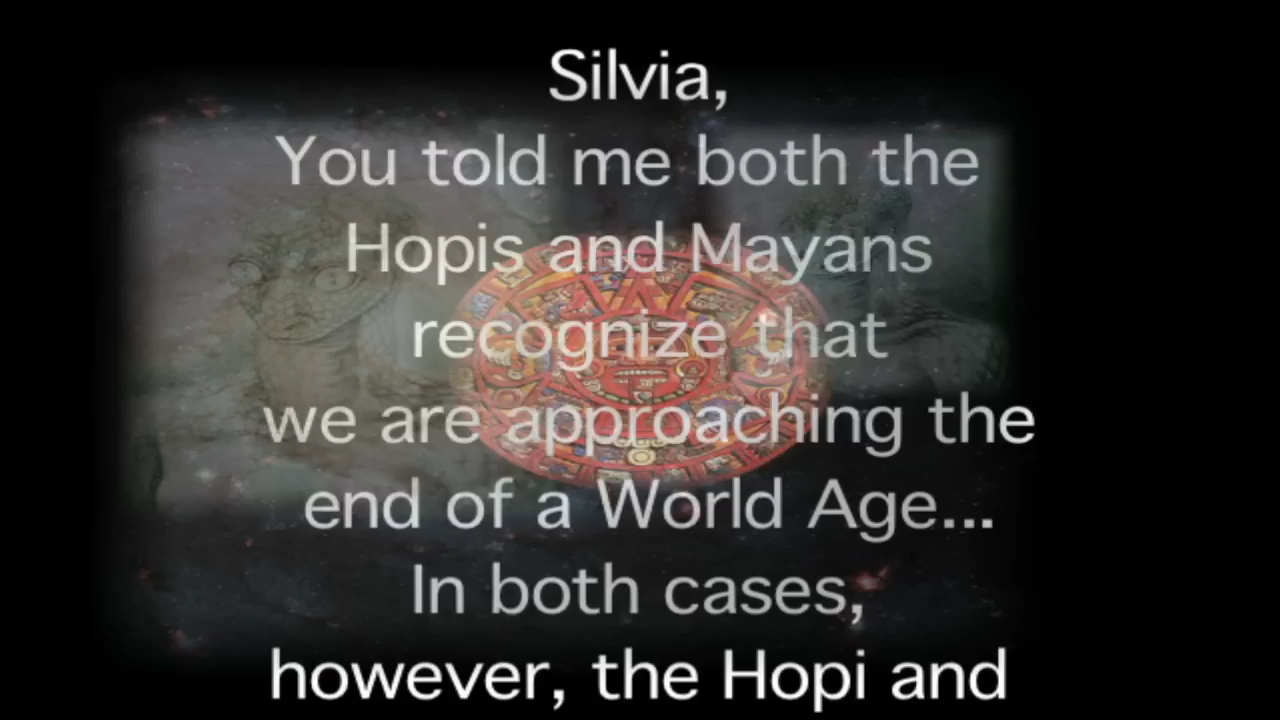 Silvia,
You told me both the
Hopis and Mayans
recognize that
we are approaching the
end of a World Age...
In both cases,
however, the Hopi and